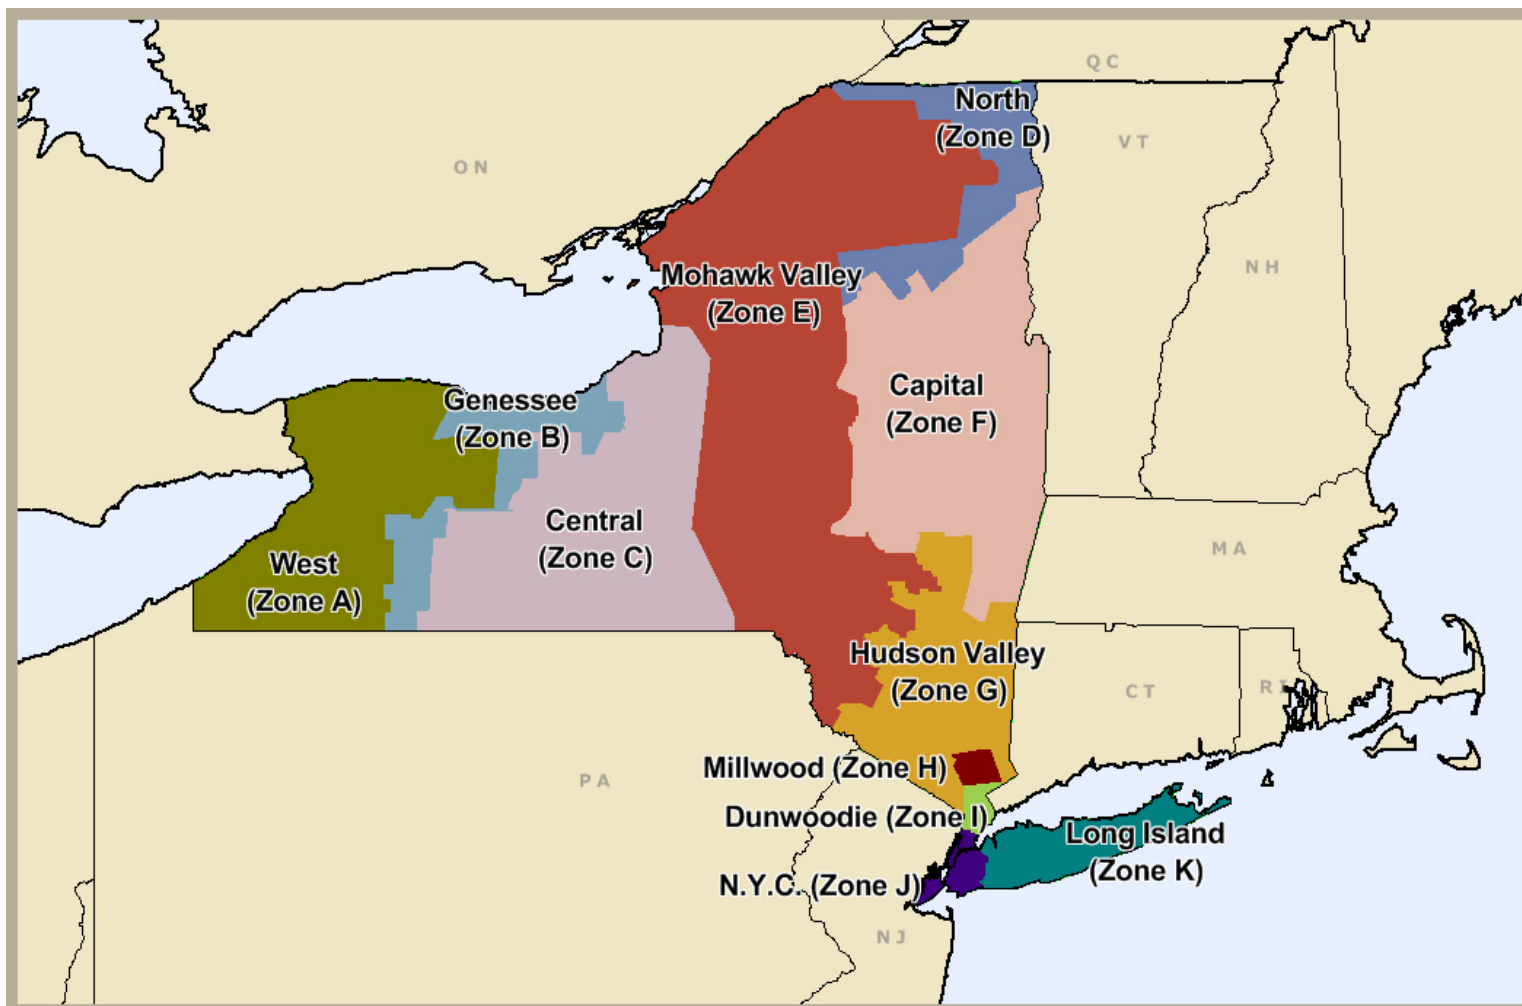 QC
North
(Zone D)
VT
ON
NH
Mohawk Valley
(Zone E)
Capital
(Zone F)
Genessee
(Zone B)
Central
(Zone C)
MA
West
(Zone A)
Hudson Valley
(Zone G)
CT
RI
Millwood (Zone H)
PA
Dunwoodie (Zone I)
Long Island
(Zone K)
N.Y.C. (Zone J)
NJ